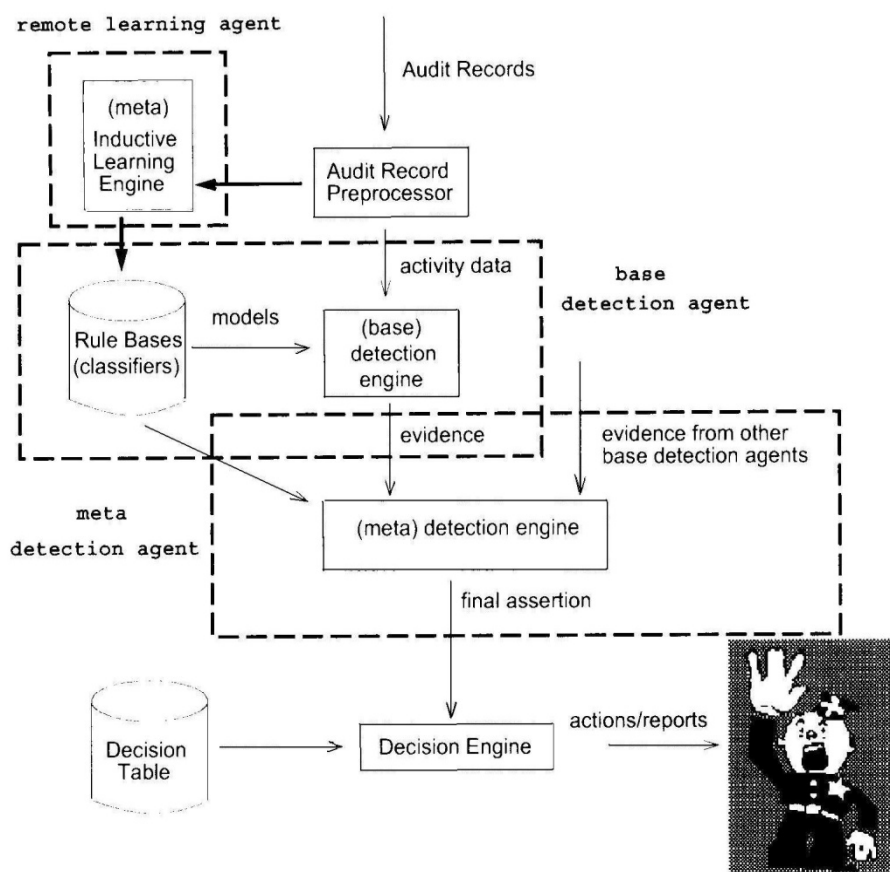 remote learning agent
Audit Records
(meta)
Inductive
Learning
Engine
Audit Record
Preprocessor
activity data
base
detection agent
models
Rule Bases
(classifiers)
(base)
detection
engine
evidence
evidence from other
base detection agents
meta
detection agent
(meta) detection engine
final assertion
Decision
Table
Decision Engine
actions/reports